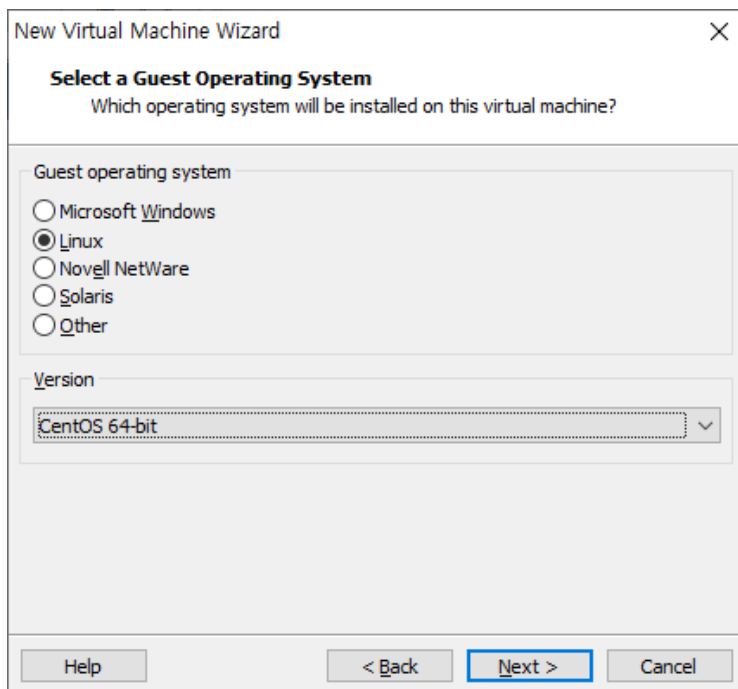 New Virtual Machine Wizard
Select a Guest Operating System
Which operating system will be installed on this virtual machine?
Guest operating system
Microsoft Windows
Linux
Novell NetWare
Solaris
Other
Version
CentOS 64-bit
Help
< Back
Next >
Cancel